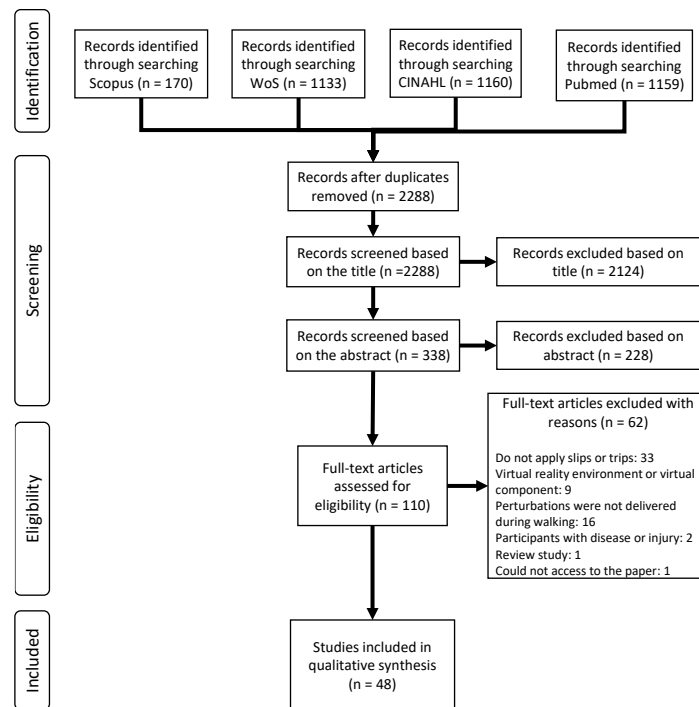 Identification
Records identified
through searching
Scopus (n = 170)
Records identified
through searching
WoS (n = 1133)
Records identified
through searching
CINAHL (n = 1160)
Records identified
through searching
Pubmed (n = 1159)
Screening
Records after duplicates
removed (n = 2288)
Records screened based
on the title (n =2288)
Records excluded based on
title (n = 2124)
Records screened based
on the abstract (n = 338)
Records excluded based on
abstract (n = 228)
Eligibility
Full-text articles
assessed for
eligibility (n = 110)
Full-text articles excluded with
reasons (n = 62)
Do not apply slips or trips: 33
Virtual reality environment or virtual
component: 9
Perturbations were not delivered
during walking: 16
Participants with disease or injury: 2
Review study: 1
Could not access to the paper: 1
Included
Studies included in
qualitative synthesis
(n = 48)